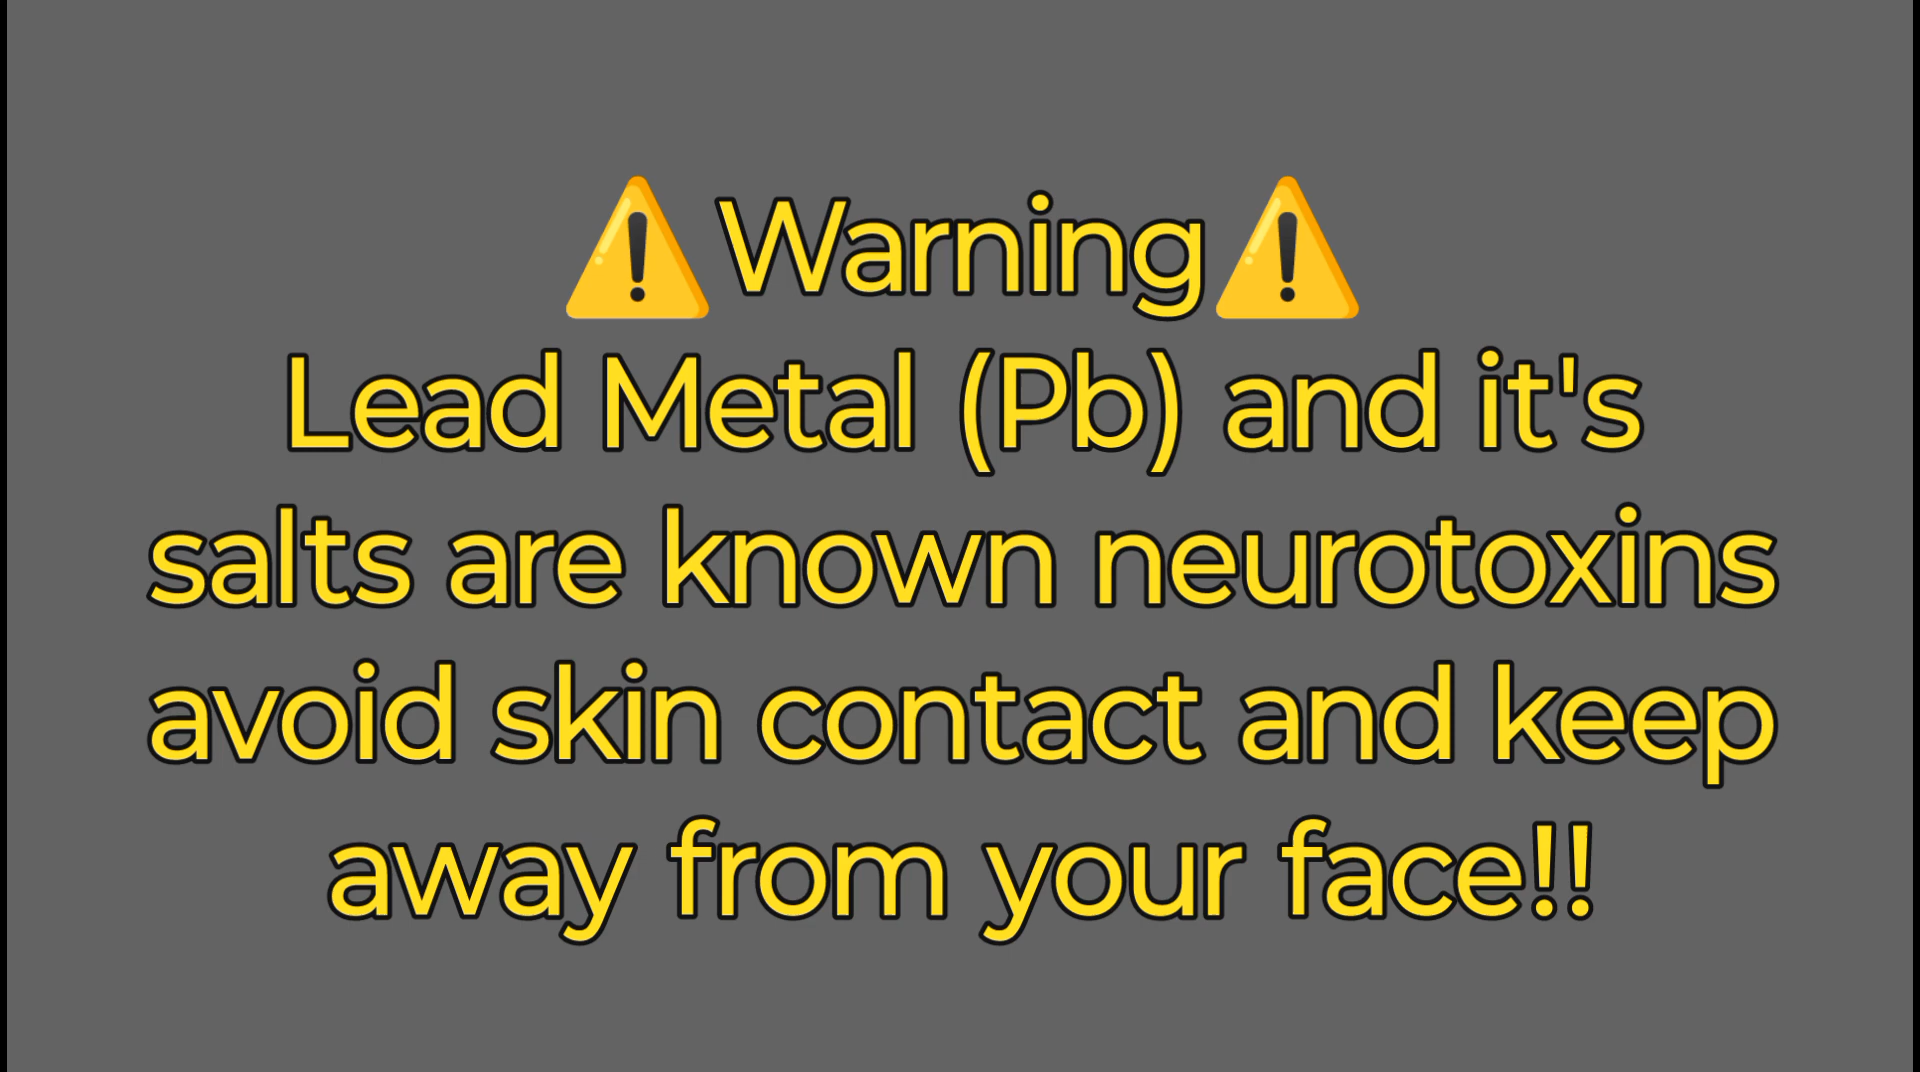 ⚠️Warning⚠️
Lead Metal (Pb) and it's
salts are known neurotoxins
avoid skin contact and keep
away from your face!!